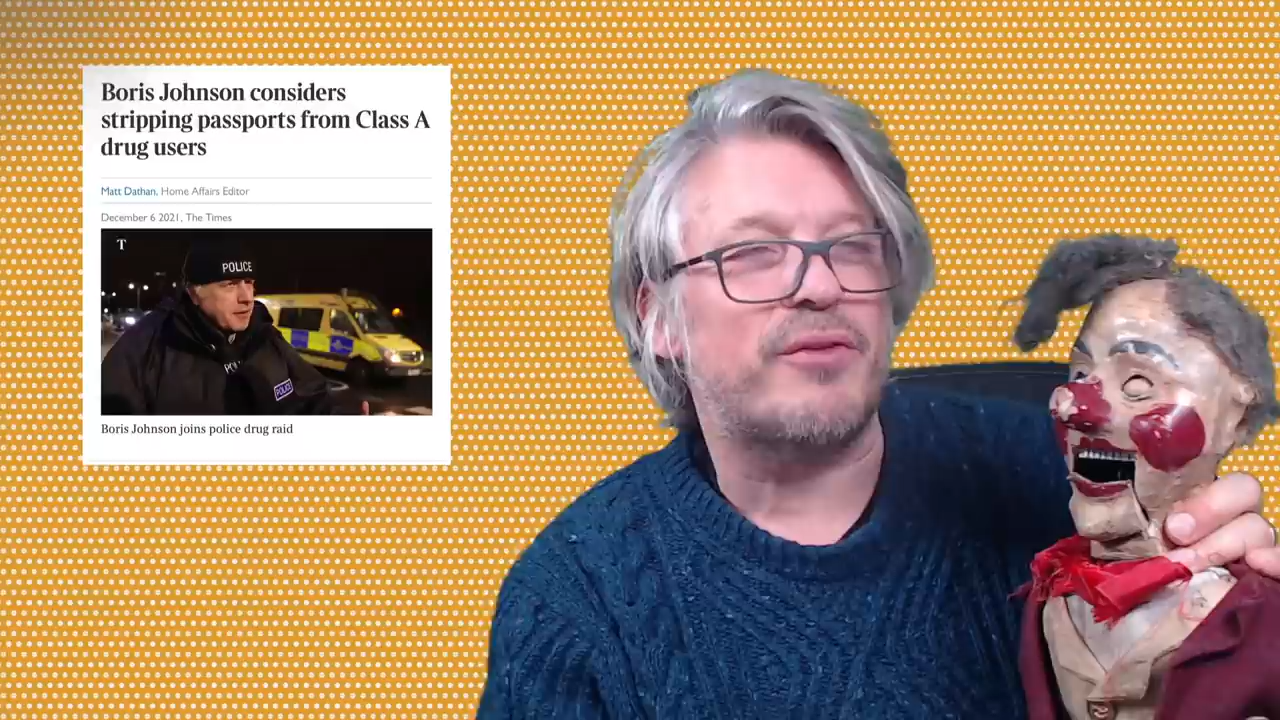 Boris Johnson considers
stripping passports from Class A
drug users
Matt Dathan, Home Affairs Editor
December 6 2021, The Times
T
POLICE
POLICE
Boris Johnson joins police drug raid